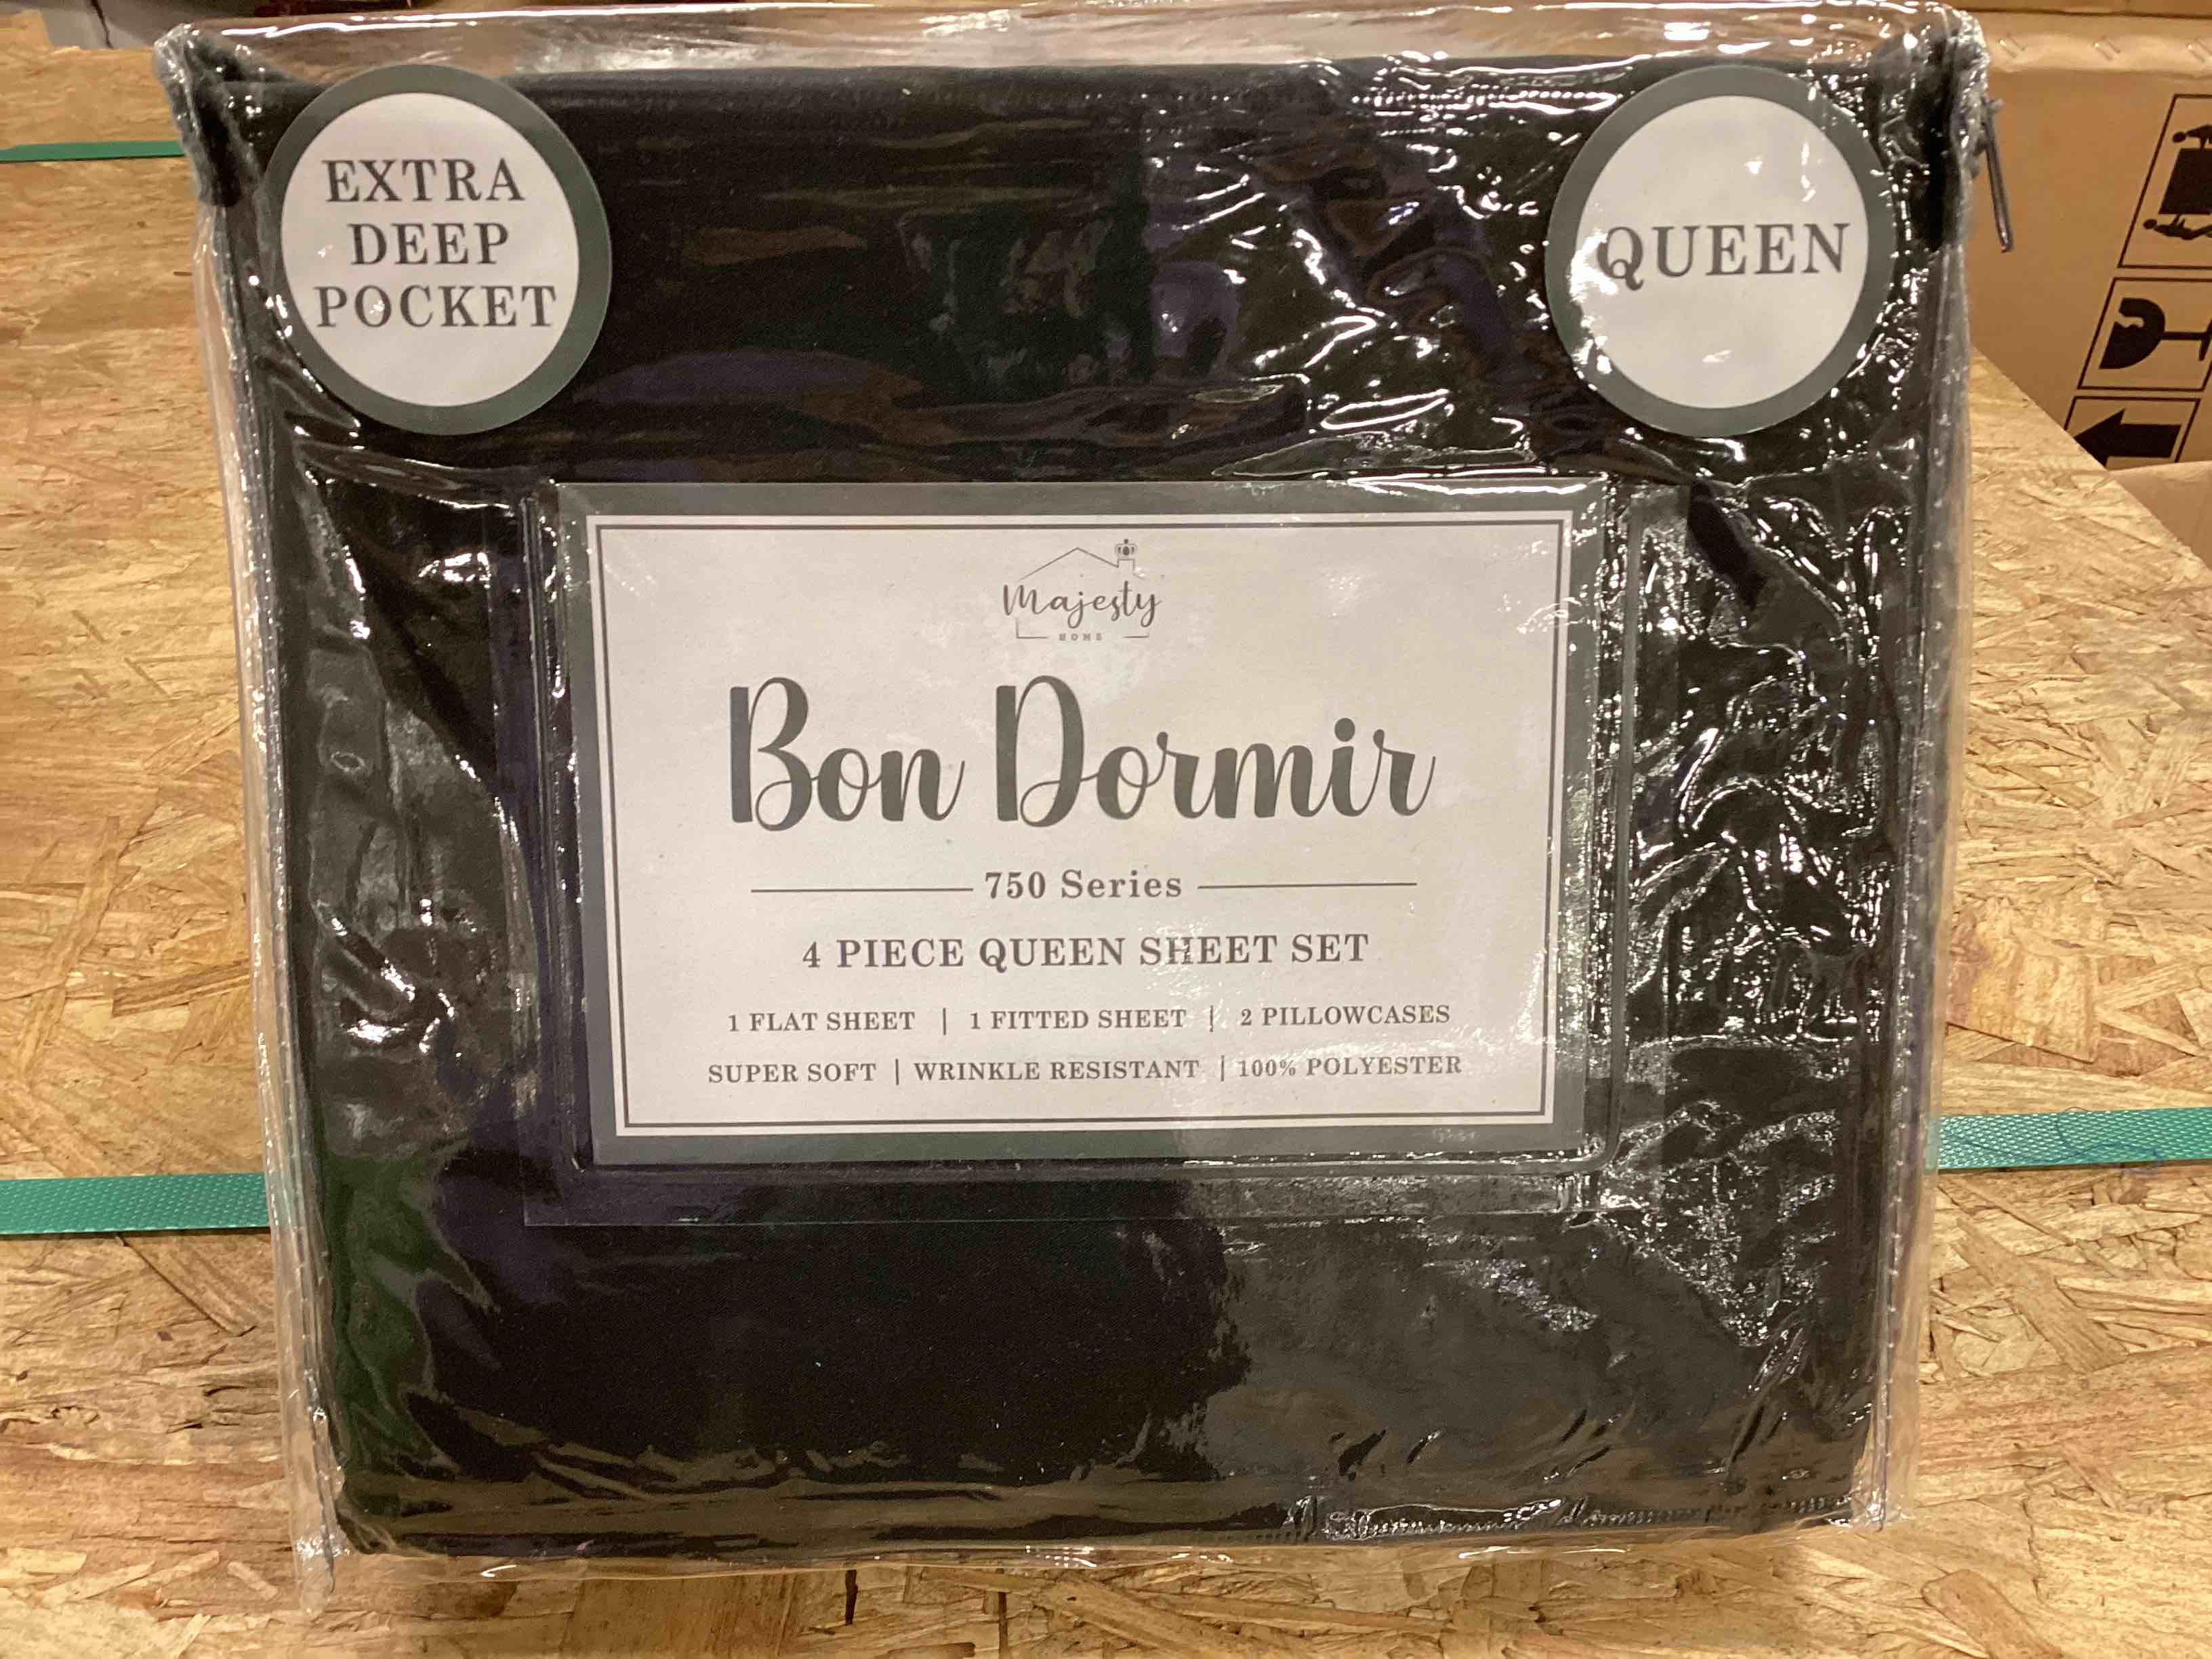 EXTRA
DEEP
POCKET
QUEEN
Majesty
HOME
Bon Dormir
750 Series
4 PIECE QUEEN SHEET SET
1 FLAT SHEET | 1 FITTED SHEET | 2 PILLOWCASES
SUPER SOFT | WRINKLE RESISTANT | 100% POLYESTER